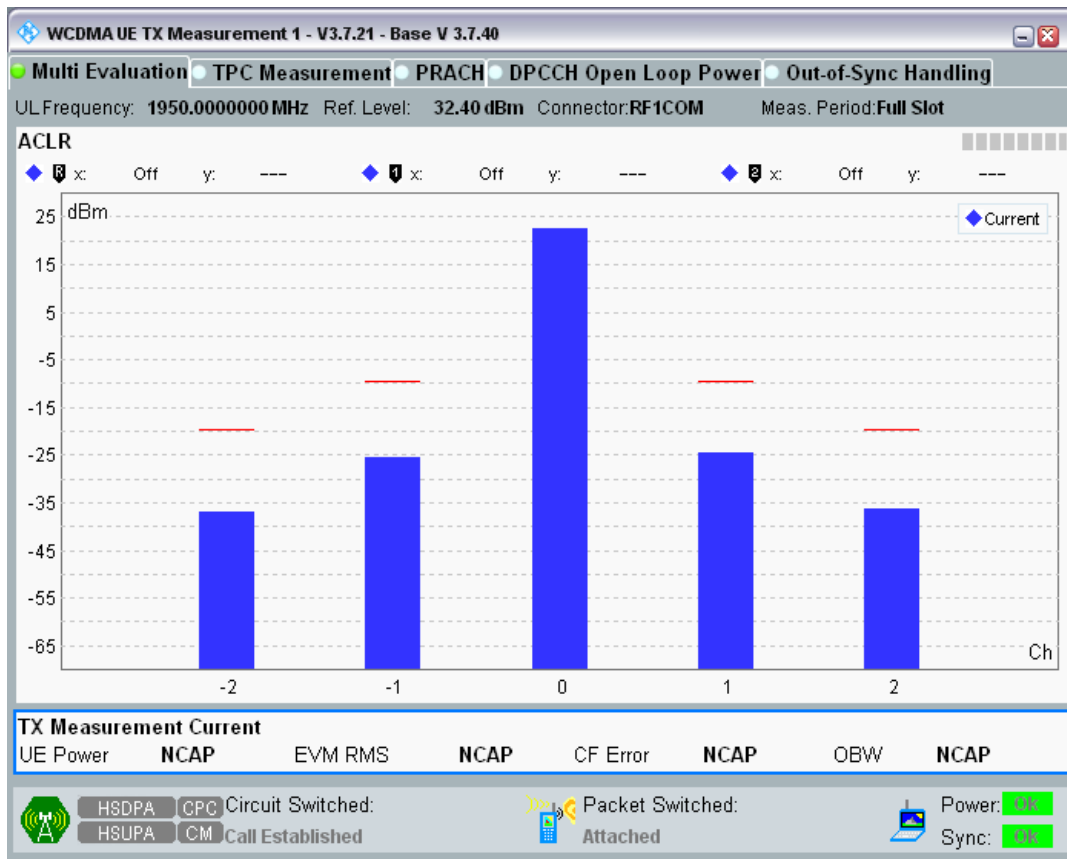 WCDMA UE TX Measurement 1 - V3.7.21 - Base V 3.7.40
Multi Evaluation TPC Measurement PRACH DPCCH Open Loop Power Out-of-Sync Handling
UL Frequency: 1950.0000000 MHz Ref. Level: 32.40 dBm Connector:RF1COM Meas. Period:Full Slot
ACLR
R x: Off y: --- 1 x: Off y: --- 2 x: Off y: ---
dBm
Current
25
15
5
-5
-15
-25
-35
-45
-55
-65
Ch
-2 -1 0 1 2
TX Measurement Current
UE Power NCAP EVM RMS NCAP CF Error NCAP OBW NCAP
HSDPA CPC Circuit Switched: Packet Switched: Power: Ok
HSUPA CM Call Established Attached Sync: Ok